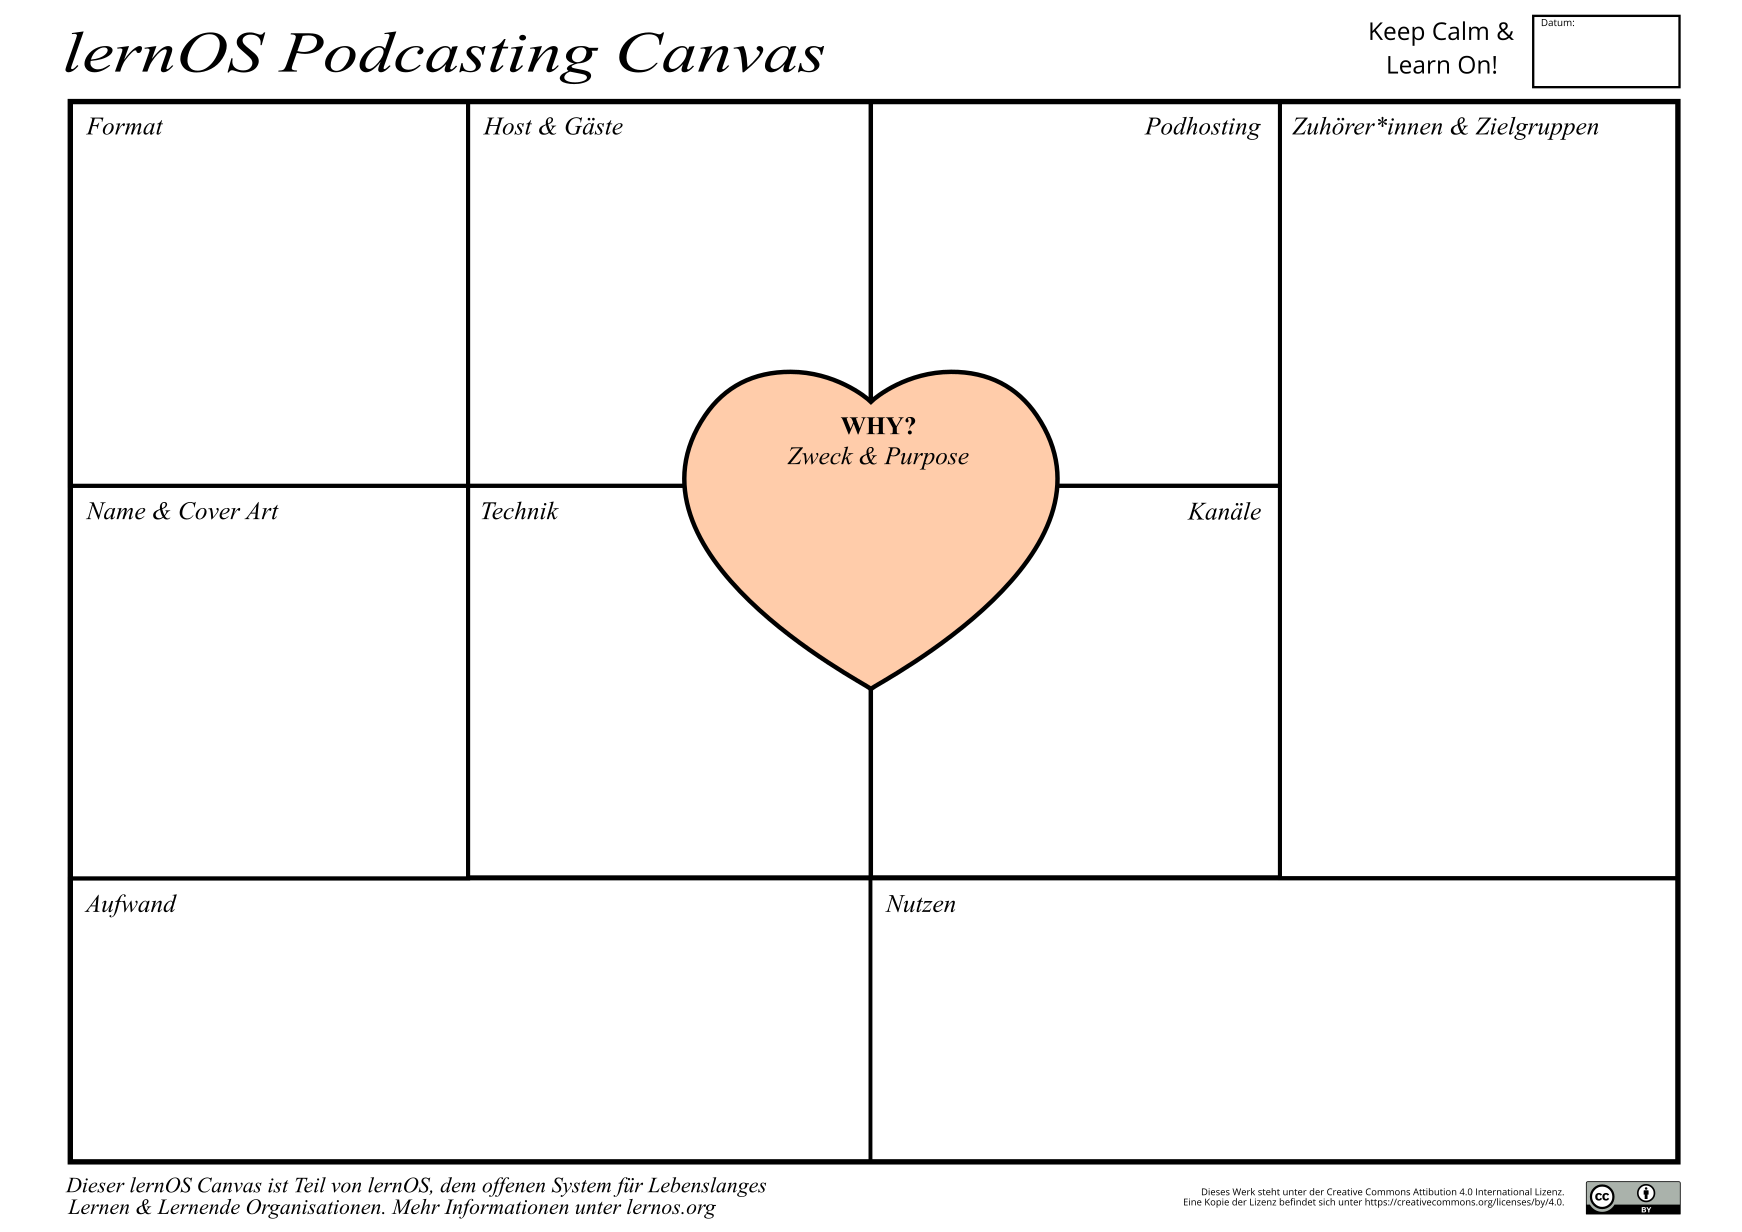 lernOS Podcasting Canvas
Keep Calm &
Learn On!
Datum:
Format
Host & Gäste
Podhosting
Zuhörer*innen & Zielgruppen
WHY?
Zweck & Purpose
Name & Cover Art
Technik
Kanäle
Aufwand
Nutzen
Dieser lernOS Canvas ist Teil von lernOS, dem offenen System für Lebenslanges
Lernen & Lernende Organisationen. Mehr Informationen unter lernos.org
Dieses Werk steht unter der Creative Commons Attibution 4.0 International Lizenz.
Eine Kopie der Lizenz befindet sich unter https://creativecommons.org/licenses/by/4.0.
cc
BY